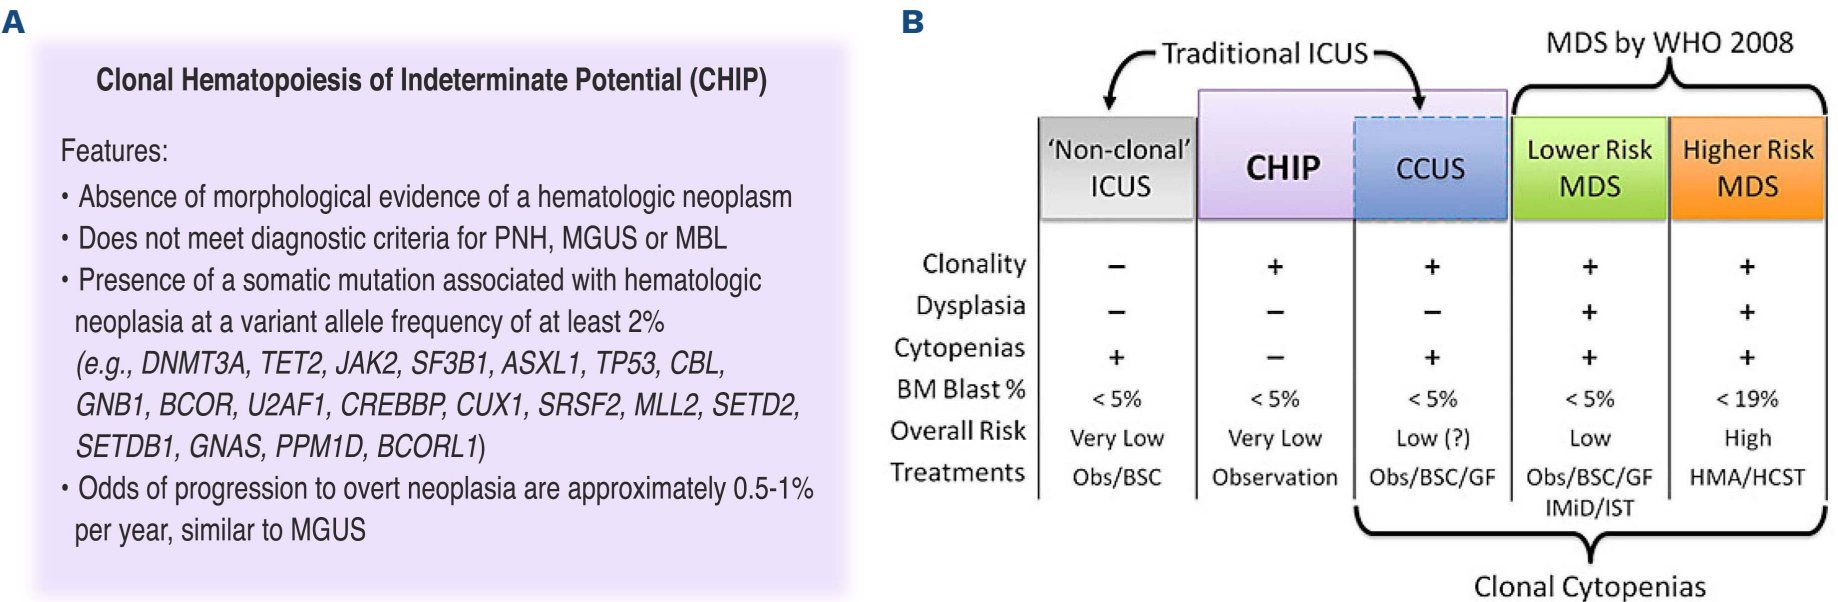 A
Clonal Hematopoiesis of Indeterminate Potential (CHIP)
Features:
• Absence of morphological evidence of a hematologic neoplasm
• Does not meet diagnostic criteria for PNH, MGUS or MBL
• Presence of a somatic mutation associated with hematologic
neoplasia at a variant allele frequency of at least 2%
(e.g., DNMT3A, TET2, JAK2, SF3B1, ASXL1, TP53, CBL,
GNB1, BCOR, U2AF1, CREBBP, CUX1, SRSF2, MLL2, SETD2,
SETDB1, GNAS, PPM1D, BCORL1)
• Odds of progression to overt neoplasia are approximately 0.5-1%
per year, similar to MGUS
B
Traditional ICUS
MDS by WHO 2008
‘Non-clonal’
ICUS
CHIP
CCUS
Lower Risk
MDS
Higher Risk
MDS
Clonality – + + + +
Dysplasia – – – + +
Cytopenias + – + + +
BM Blast % < 5% < 5% < 5% < 5% < 19%
Overall Risk Very Low Very Low Low (?) Low High
Treatments Obs/BSC Observation Obs/BSC/GF Obs/BSC/GF HMA/HCST
IMiD/IST
Clonal Cytopenias